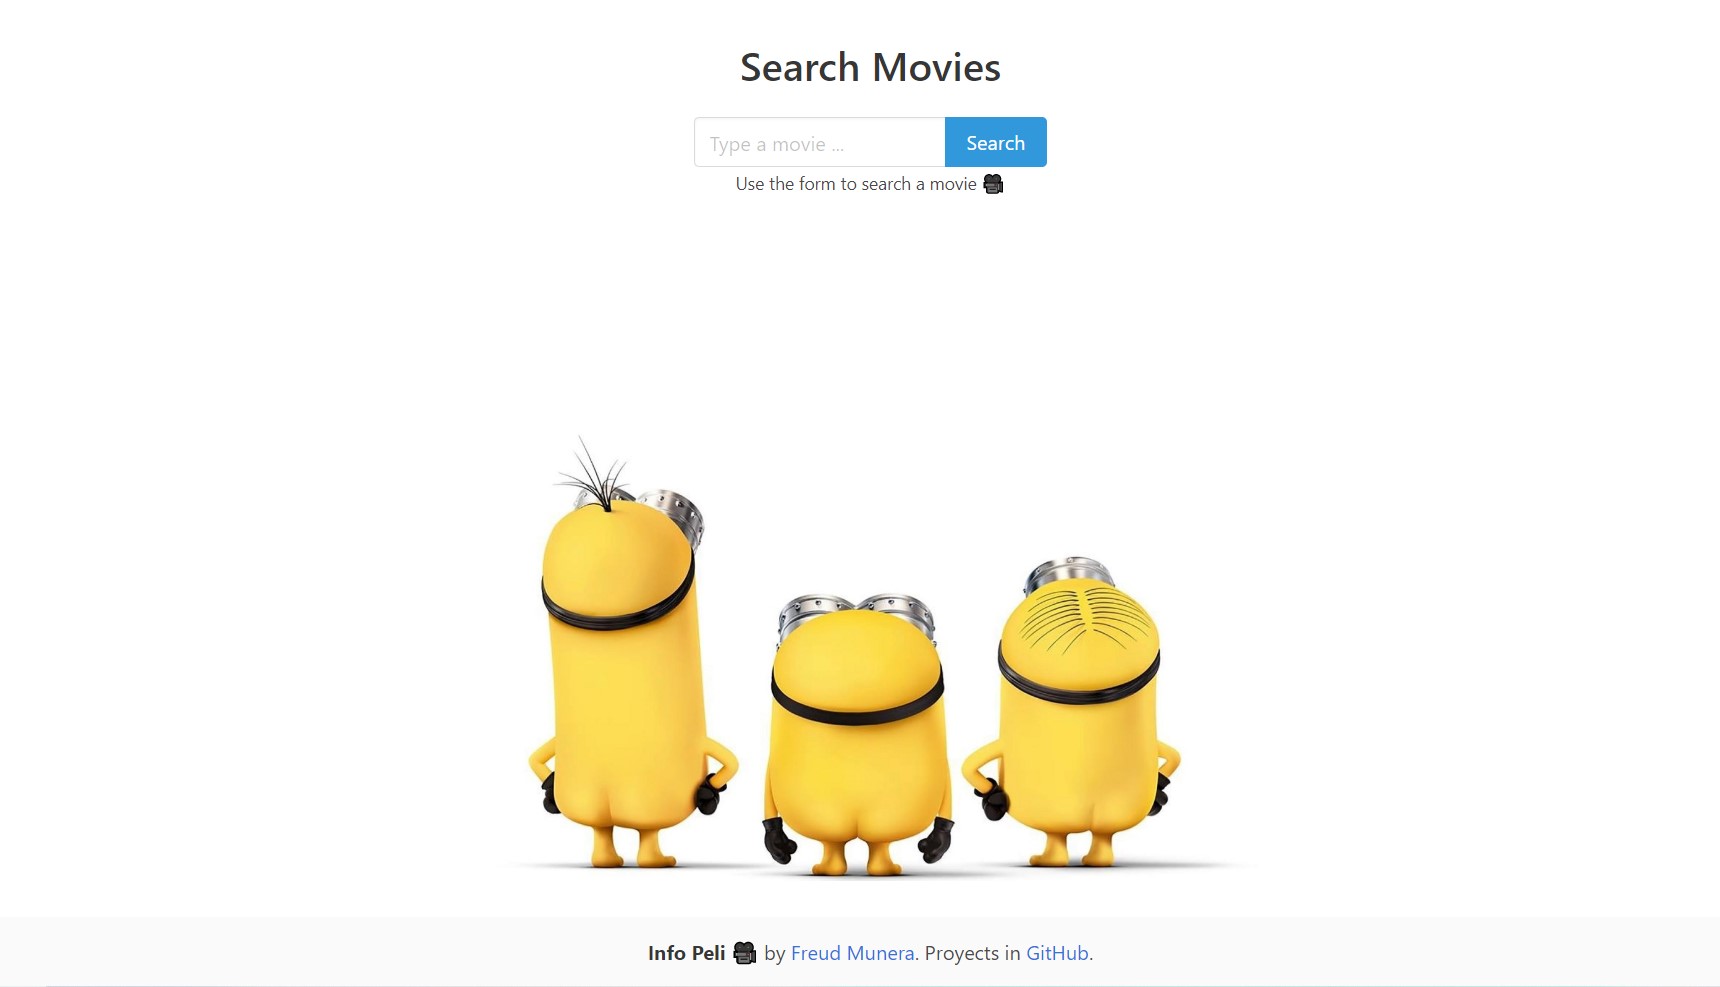 Search Movies
Type a movie ...
Search
Use the form to search a movie 🎥
Info Peli 🎥 by Freud Munera. Proyects in GitHub.